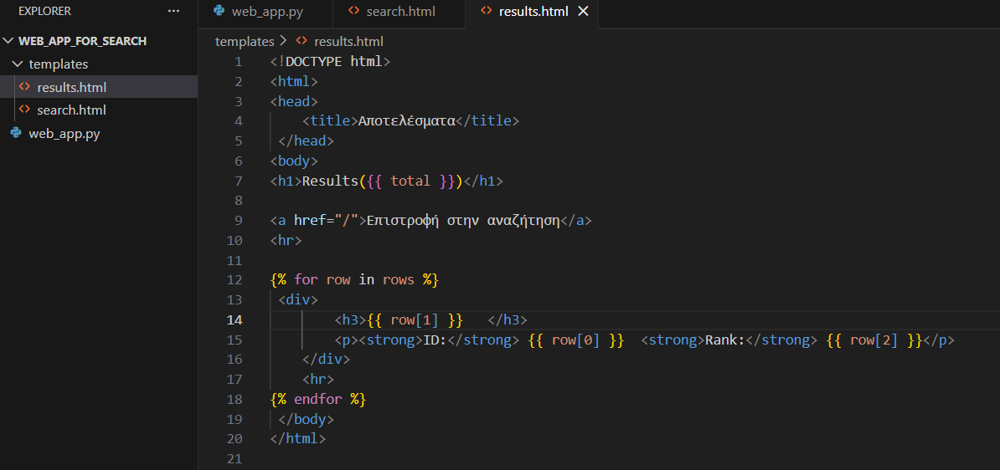 EXPLORER ...
WEB_APP_FOR_SEARCH
templates
results.html
search.html
web_app.py
web_app.py search.html results.html
templates > results.html
1 <!DOCTYPE html>
2 <html>
3 <head>
4     <title>Αποτελέσματα</title>
5  </head>
6 <body>
7 <h1>Results({{ total }})</h1>
8
9 <a href="/">Επιστροφή στην αναζήτηση</a>
10 <hr>
11
12 {% for row in rows %}
13  <div>
14         <h3>{{ row[1] }}   </h3>
15         <p><strong>ID:</strong> {{ row[0] }}  <strong>Rank:</strong> {{ row[2] }}</p>
16     </div>
17     <hr>
18 {% endfor %}
19  </body>
20 </html>
21